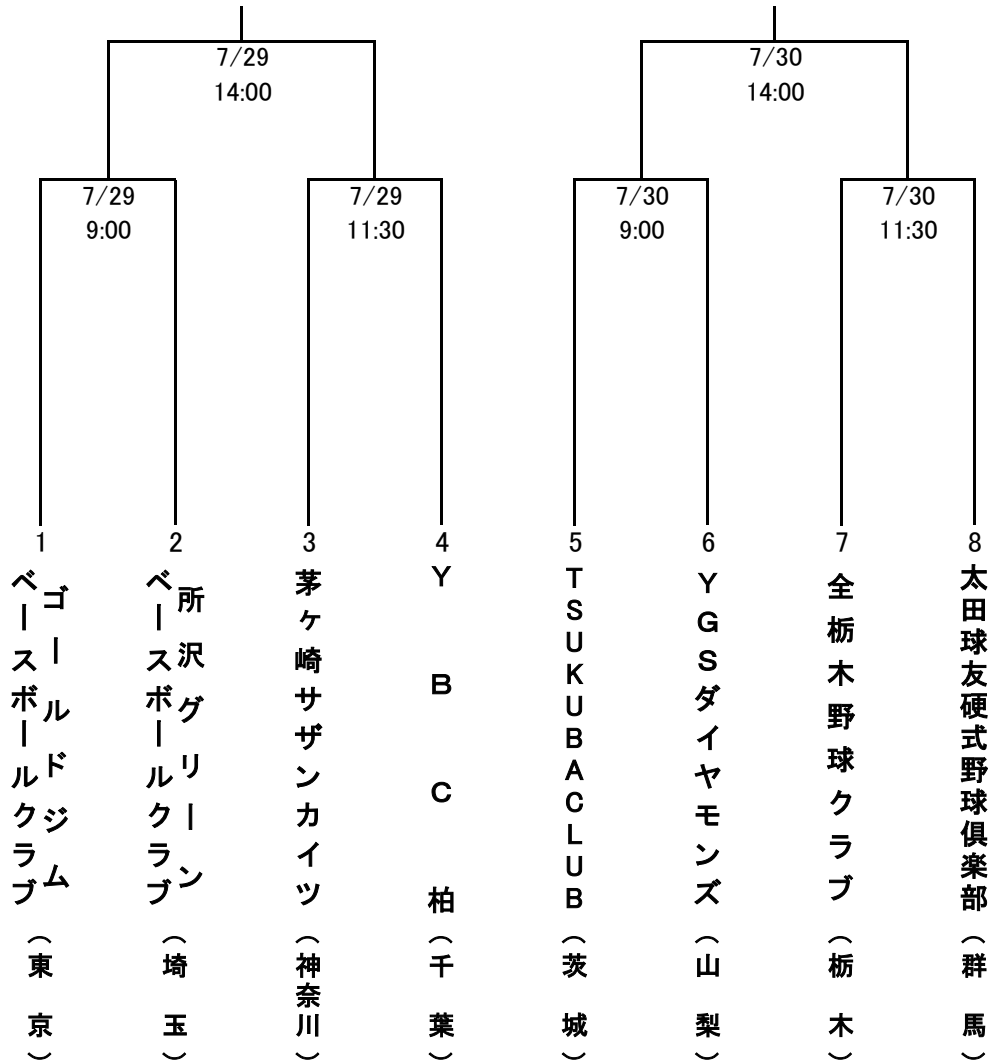 7/29
14:00
7/30
14:00
7/29
9:00
7/29
11:30
7/30
9:00
7/30
11:30
1
ゴールドジム
ベースボールクラブ
（東京）
2
所沢グリーン
ベースボールクラブ
（埼玉）
3
茅ヶ崎サザンカイツ
（神奈川）
4
YBC柏
（千葉）
5
TSUKUBACLUB
（茨城）
6
YGSダイヤモンズ
（山梨）
7
全栃木野球クラブ
（栃木）
8
太田球友硬式野球倶楽部
（群馬）